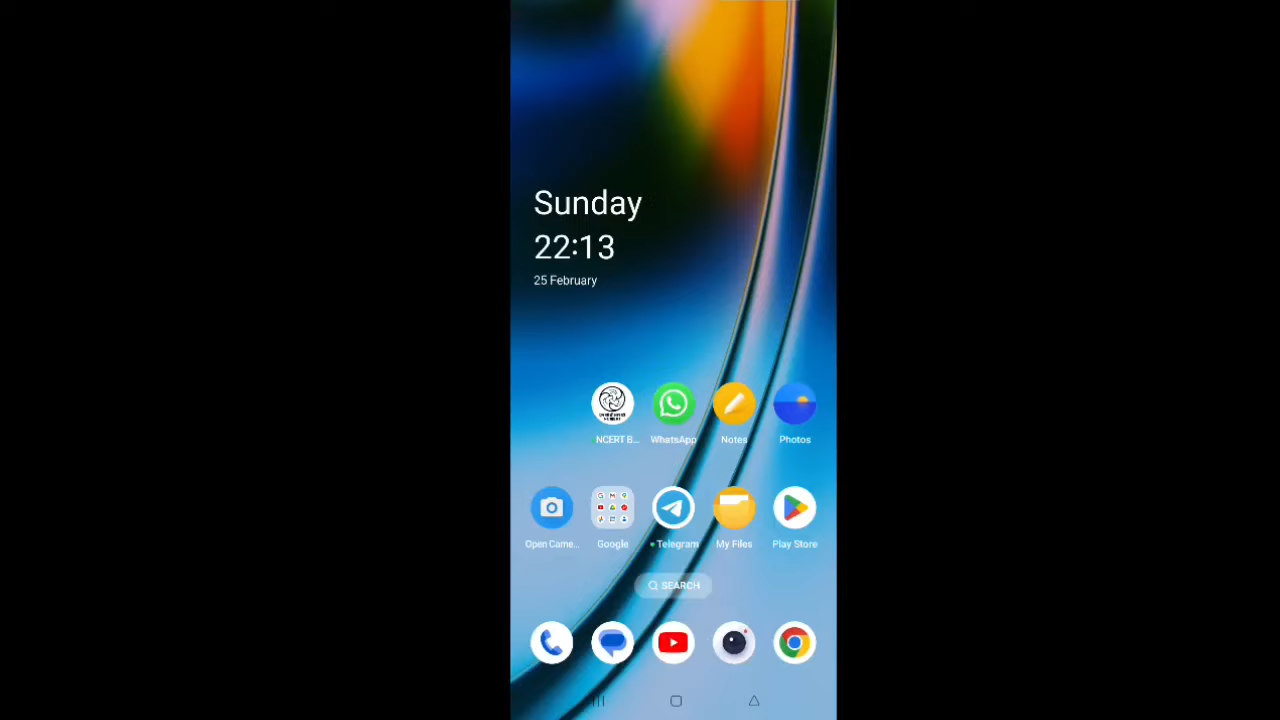 Sunday
22:13
25 February
NCERT B...
WhatsApp
Notes
Photos
Open Came...
Google
Telegram
My Files
Play Store
SEARCH